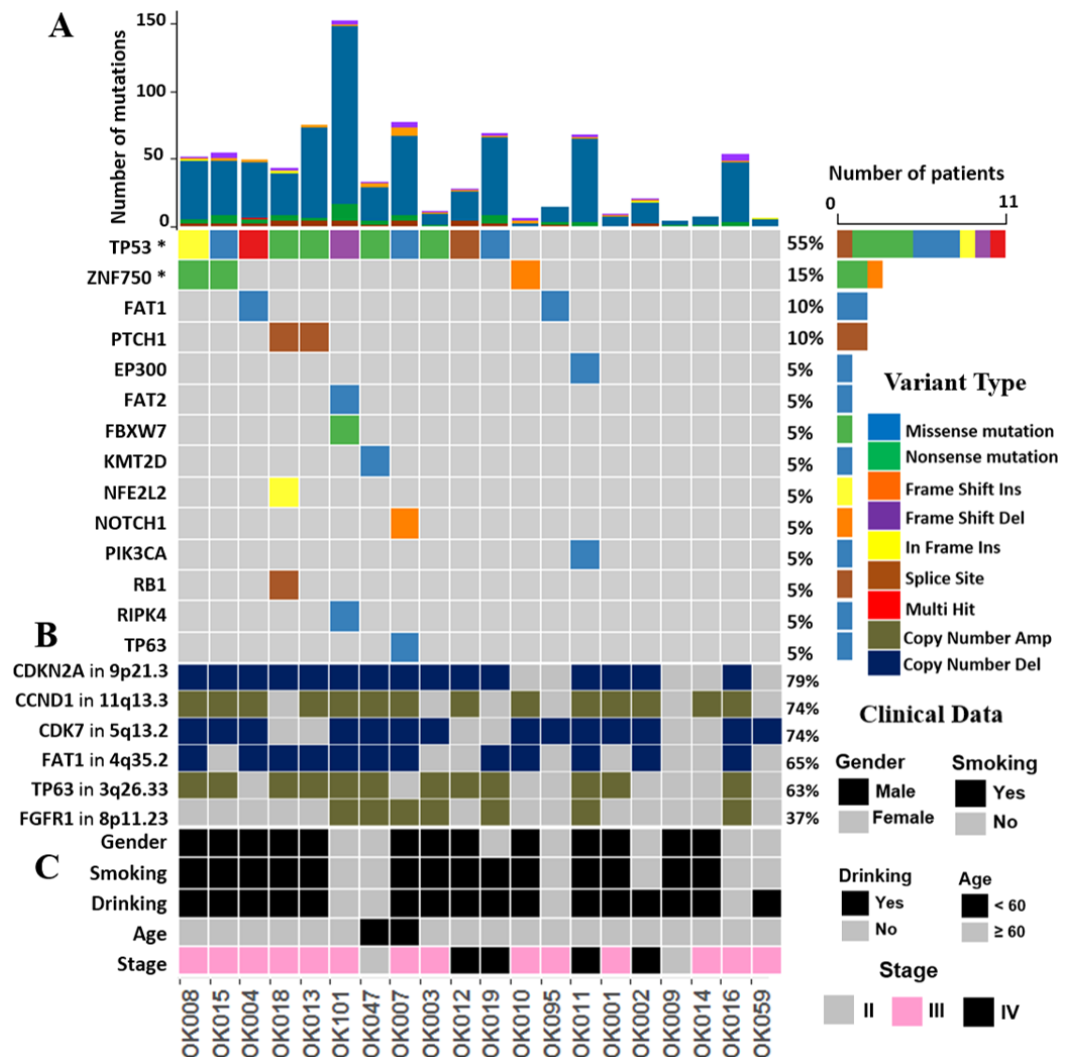 A
Number of mutations
150
100
50
0
Number of patients
0 11
TP53 * 55%
ZNF750 * 15%
FAT1 10%
PTCH1 10%
EP300 5%
FAT2 5%
FBXW7 5%
KMT2D 5%
NFE2L2 5%
NOTCH1 5%
PIK3CA 5%
RB1 5%
RIPK4 5%
TP63 5%
Variant Type
Missense mutation
Nonsense mutation
Frame Shift Ins
Frame Shift Del
In Frame Ins
Splice Site
Multi Hit
Copy Number Amp
Copy Number Del
B
CDKN2A in 9p21.3 79%
CCND1 in 11q13.3 74%
CDK7 in 5q13.2 74%
FAT1 in 4q35.2 65%
TP63 in 3q26.33 63%
FGFR1 in 8p11.23 37%
C
Gender
Smoking
Drinking
Age
Stage
Clinical Data
Gender
Male
Female
Smoking
Yes
No
Drinking
Yes
No
Age
< 60
≥ 60
Stage
II III IV
OK008
OK015
OK004
OK018
OK013
OK101
OK047
OK007
OK003
OK012
OK019
OK010
OK095
OK011
OK001
OK002
OK009
OK014
OK016
OK059